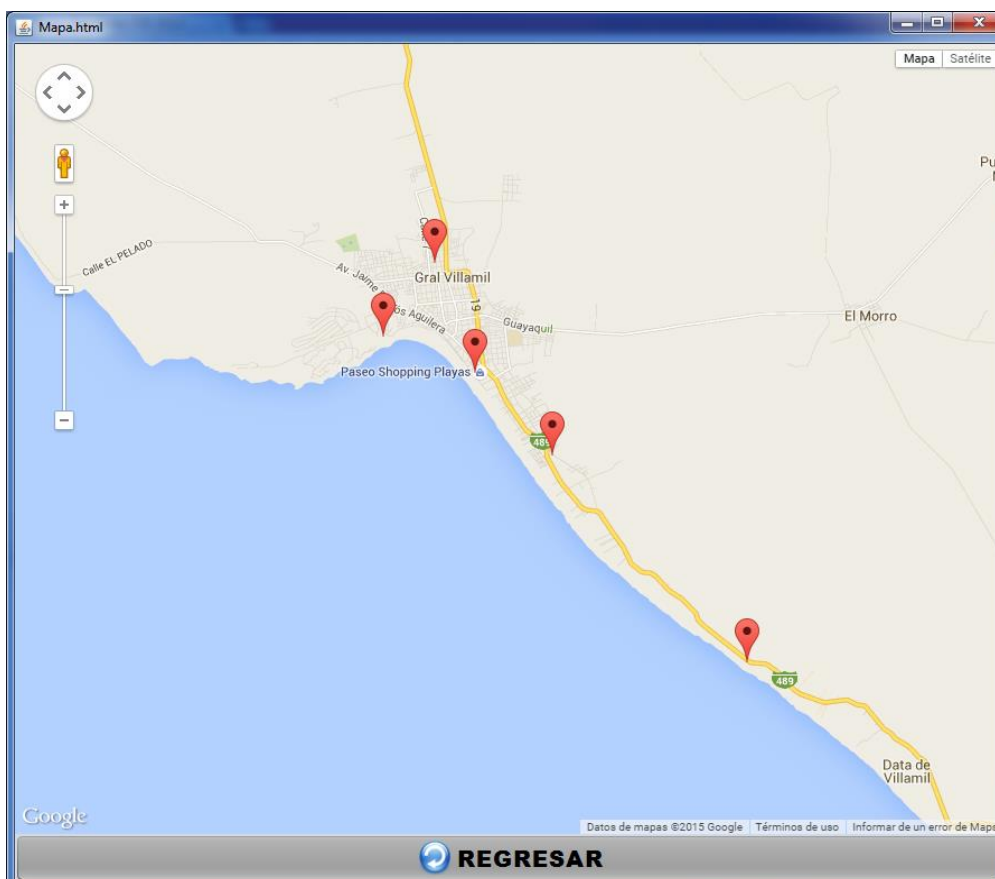 Mapa.html
Mapa Satélite
Calle EL PELADO
Av. Jaime
ós Aguilera
Gral Villamil
19
Guayaquil
El Morro
Paseo Shopping Playas
489
489
Data de
Villamil
Google
Datos de mapas ©2015 Google Términos de uso Informar de un error de Maps
REGRESAR